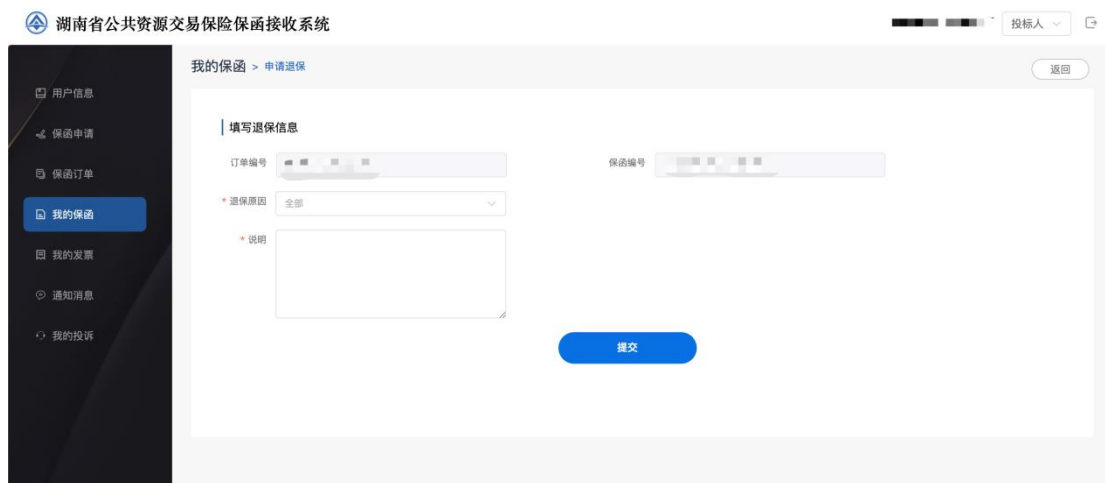 湖南省公共资源交易保险保函接收系统
投标人
我的保函 > 申请退保
返回
用户信息
保函申请
保函订单
我的保函
我的发票
通知消息
我的投诉
填写退保信息
订单编号
保函编号
* 退保原因
全部
* 说明
提交